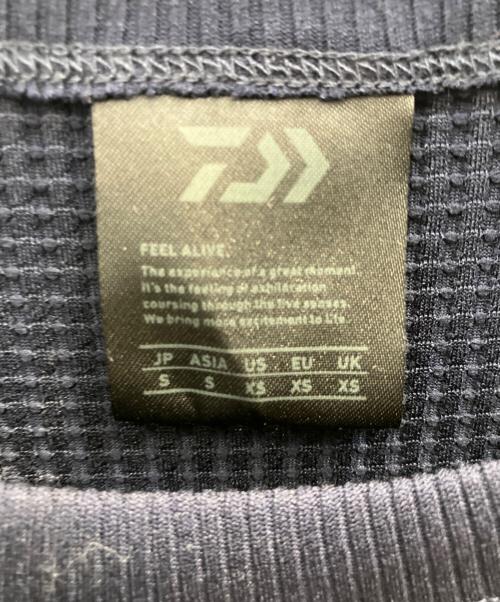 FEEL ALIVE.
The experience of a great moment.
It's the feeling of exhilaration
coursing through the five senses.
We bring more excitement to life.
JP ASIA US EU UK
S S XS XS XS